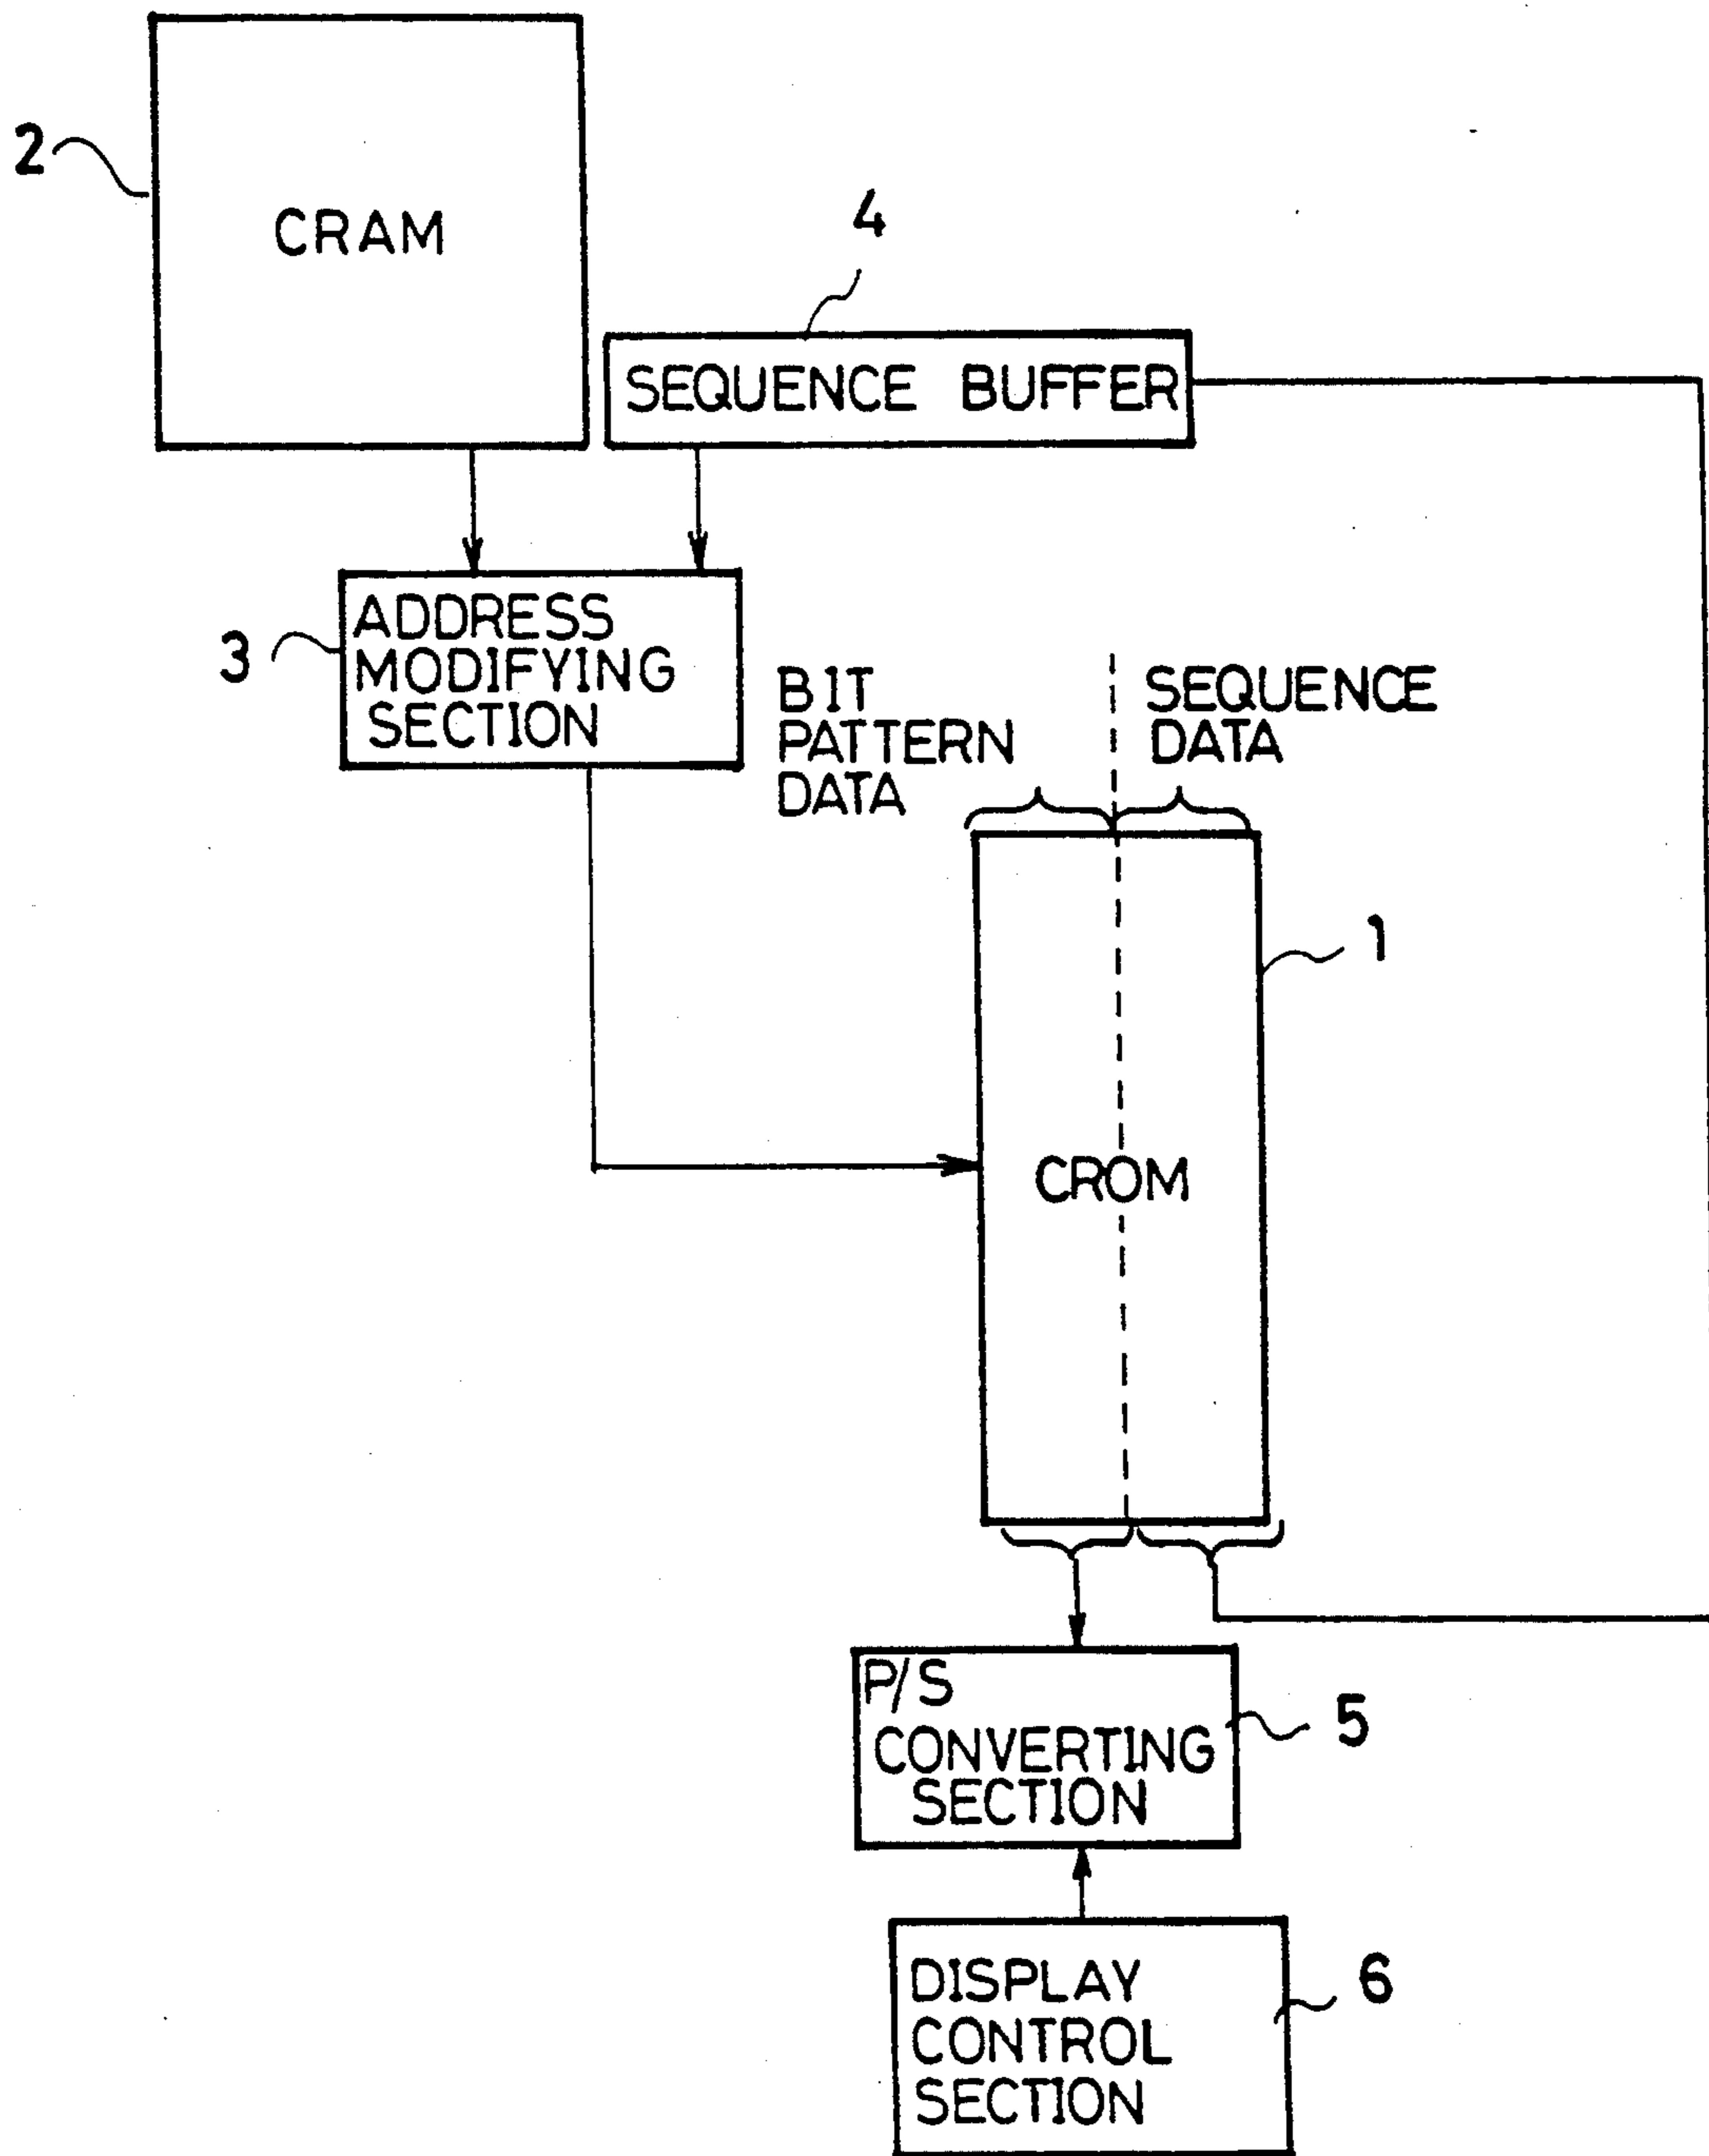 2
CRAM
4
SEQUENCE BUFFER
3
ADDRESS
MODIFYING
SECTION
BIT
PATTERN
DATA
SEQUENCE
DATA
1
CROM
P/S
CONVERTING
SECTION
5
DISPLAY
CONTROL
SECTION
6